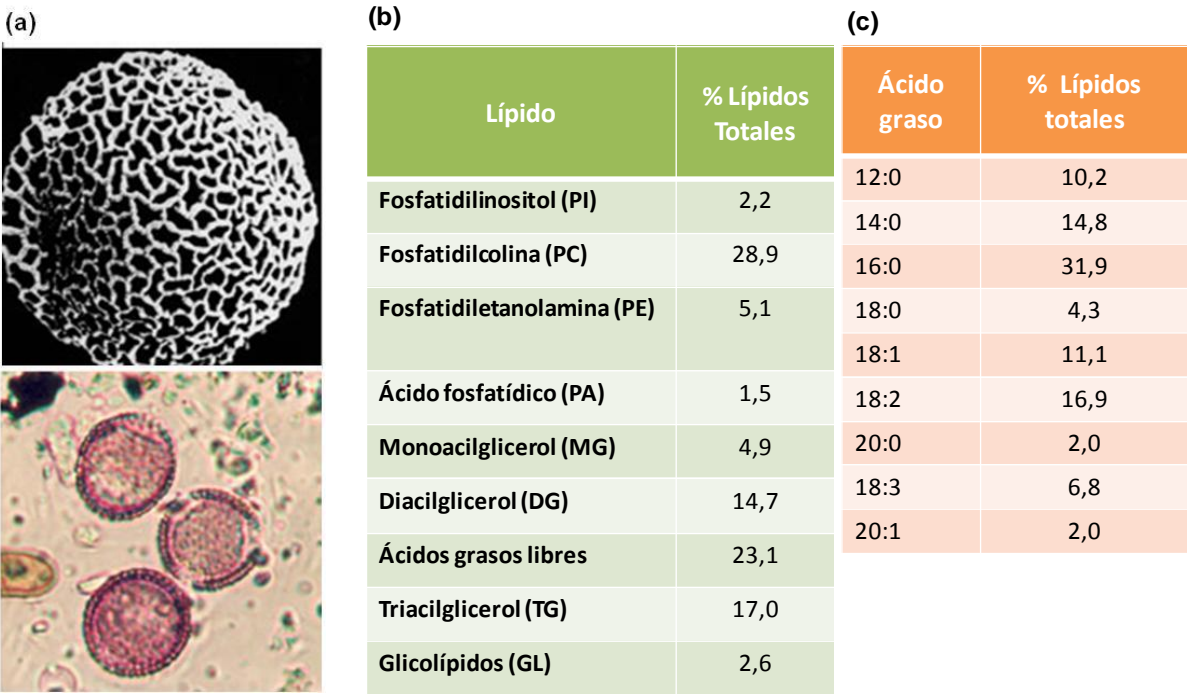 (a)
(b)
Lípido
% Lípidos
Totales
Fosfatidilinositol (PI)
2,2
Fosfatidilcolina (PC)
28,9
Fosfatidiletanolamina (PE)
5,1
Ácido fosfatídico (PA)
1,5
Monoacilglicerol (MG)
4,9
Diacilglicerol (DG)
14,7
Ácidos grasos libres
23,1
Triacilglicerol (TG)
17,0
Glicolípidos (GL)
2,6
(c)
Ácido
graso
% Lípidos
totales
12:0
10,2
14:0
14,8
16:0
31,9
18:0
4,3
18:1
11,1
18:2
16,9
20:0
2,0
18:3
6,8
20:1
2,0